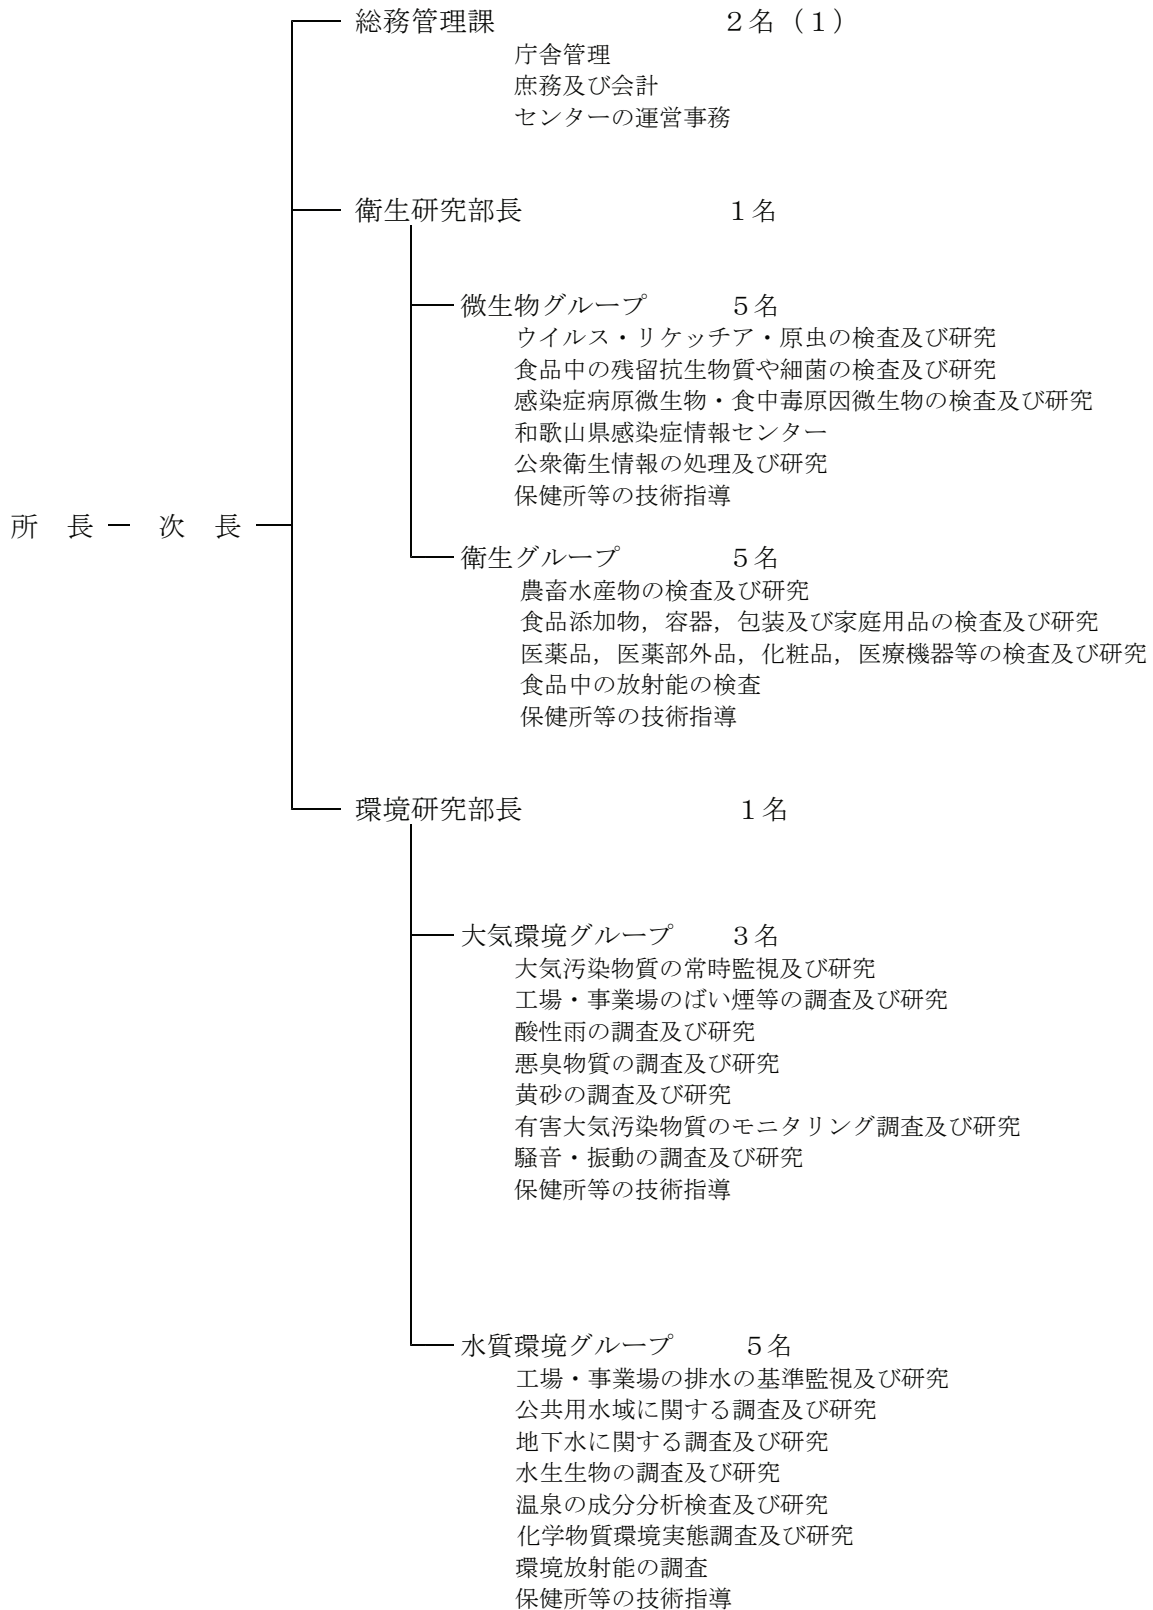 総務管理課 ２名（１）
庁舎管理
庶務及び会計
センターの運営事務
衛生研究部長 １名
微生物グループ ５名
ウイルス・リケッチア・原虫の検査及び研究
食品中の残留抗生物質や細菌の検査及び研究
感染症病原微生物・食中毒原因微生物の検査及び研究
和歌山県感染症情報センター
公衆衛生情報の処理及び研究
保健所等の技術指導
所　長 ー 次　長
衛生グループ ５名
農畜水産物の検査及び研究
食品添加物，容器，包装及び家庭用品の検査及び研究
医薬品，医薬部外品，化粧品，医療機器等の検査及び研究
食品中の放射能の検査
保健所等の技術指導
環境研究部長 １名
大気環境グループ ３名
大気汚染物質の常時監視及び研究
工場・事業場のばい煙等の調査及び研究
酸性雨の調査及び研究
悪臭物質の調査及び研究
黄砂の調査及び研究
有害大気汚染物質のモニタリング調査及び研究
騒音・振動の調査及び研究
保健所等の技術指導
水質環境グループ ５名
工場・事業場の排水の基準監視及び研究
公共用水域に関する調査及び研究
地下水に関する調査及び研究
水生生物の調査及び研究
温泉の成分分析検査及び研究
化学物質環境実態調査及び研究
環境放射能の調査
保健所等の技術指導